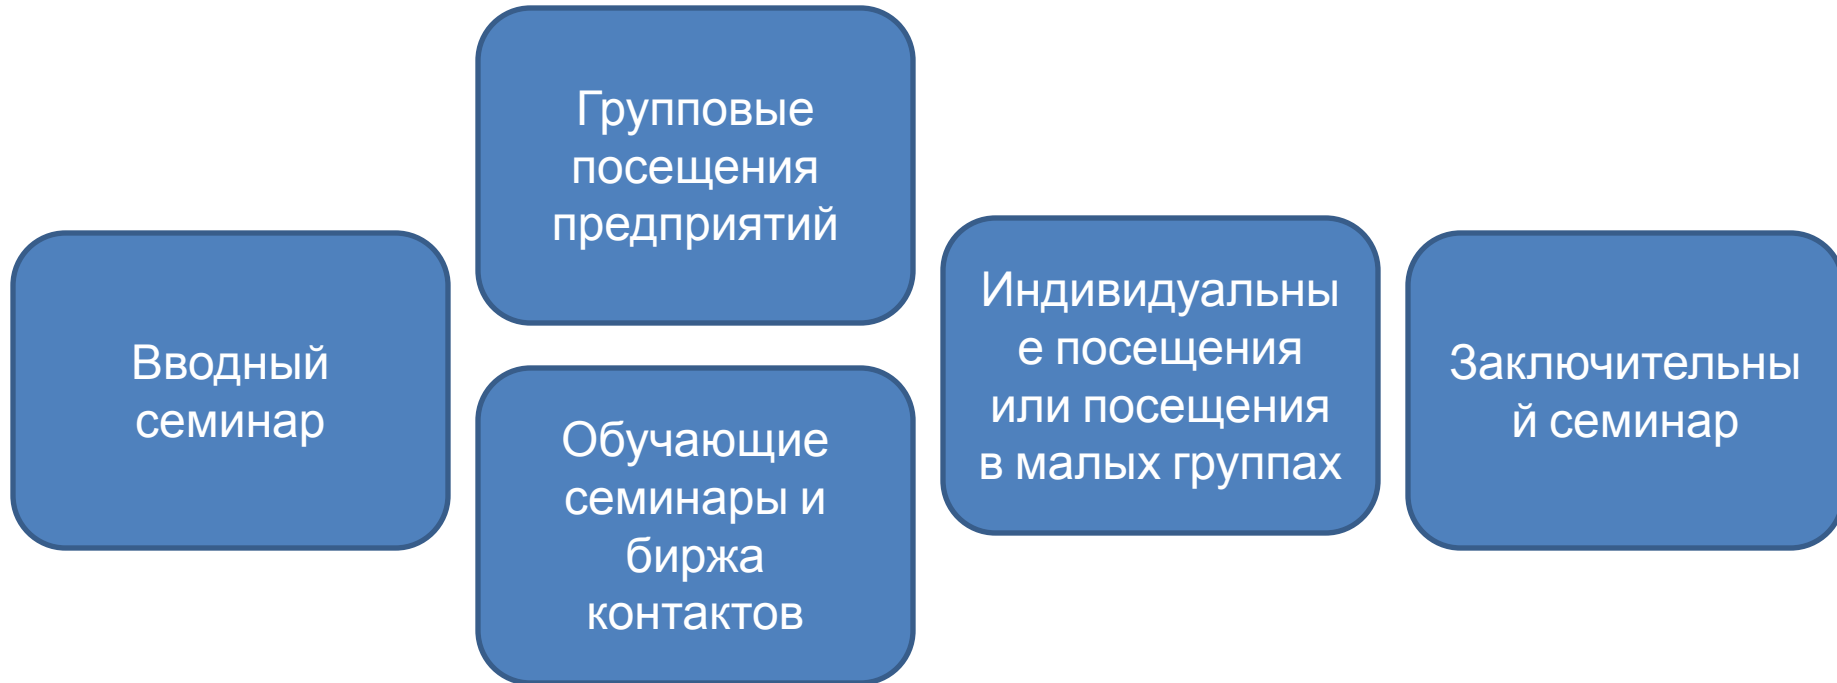 Вводный
семинар
Групповые
посещения
предприятий
Обучающие
семинары и
биржа
контактов
Индивидуальны
е посещения
или посещения
в малых группах
Заключительны
й семинар